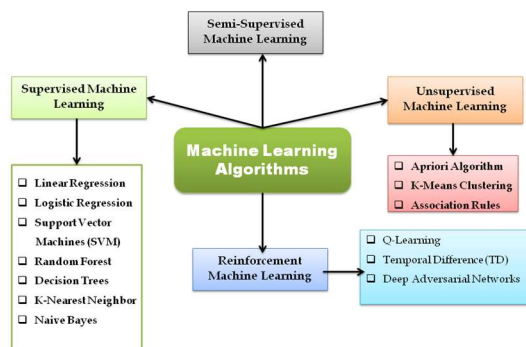 Semi-Supervised
Machine Learning
Supervised Machine
Learning
Unsupervised
Machine Learning
Machine Learning
Algorithms
❑ Linear Regression
❑ Logistic Regression
❑ Support Vector
Machines (SVM)
❑ Random Forest
❑ Decision Trees
❑ K-Nearest Neighbor
❑ Naive Bayes
❑ Apriori Algorithm
❑ K-Means Clustering
❑ Association Rules
Reinforcement
Machine Learning
❑ Q-Learning
❑ Temporal Difference (TD)
❑ Deep Adversarial Networks